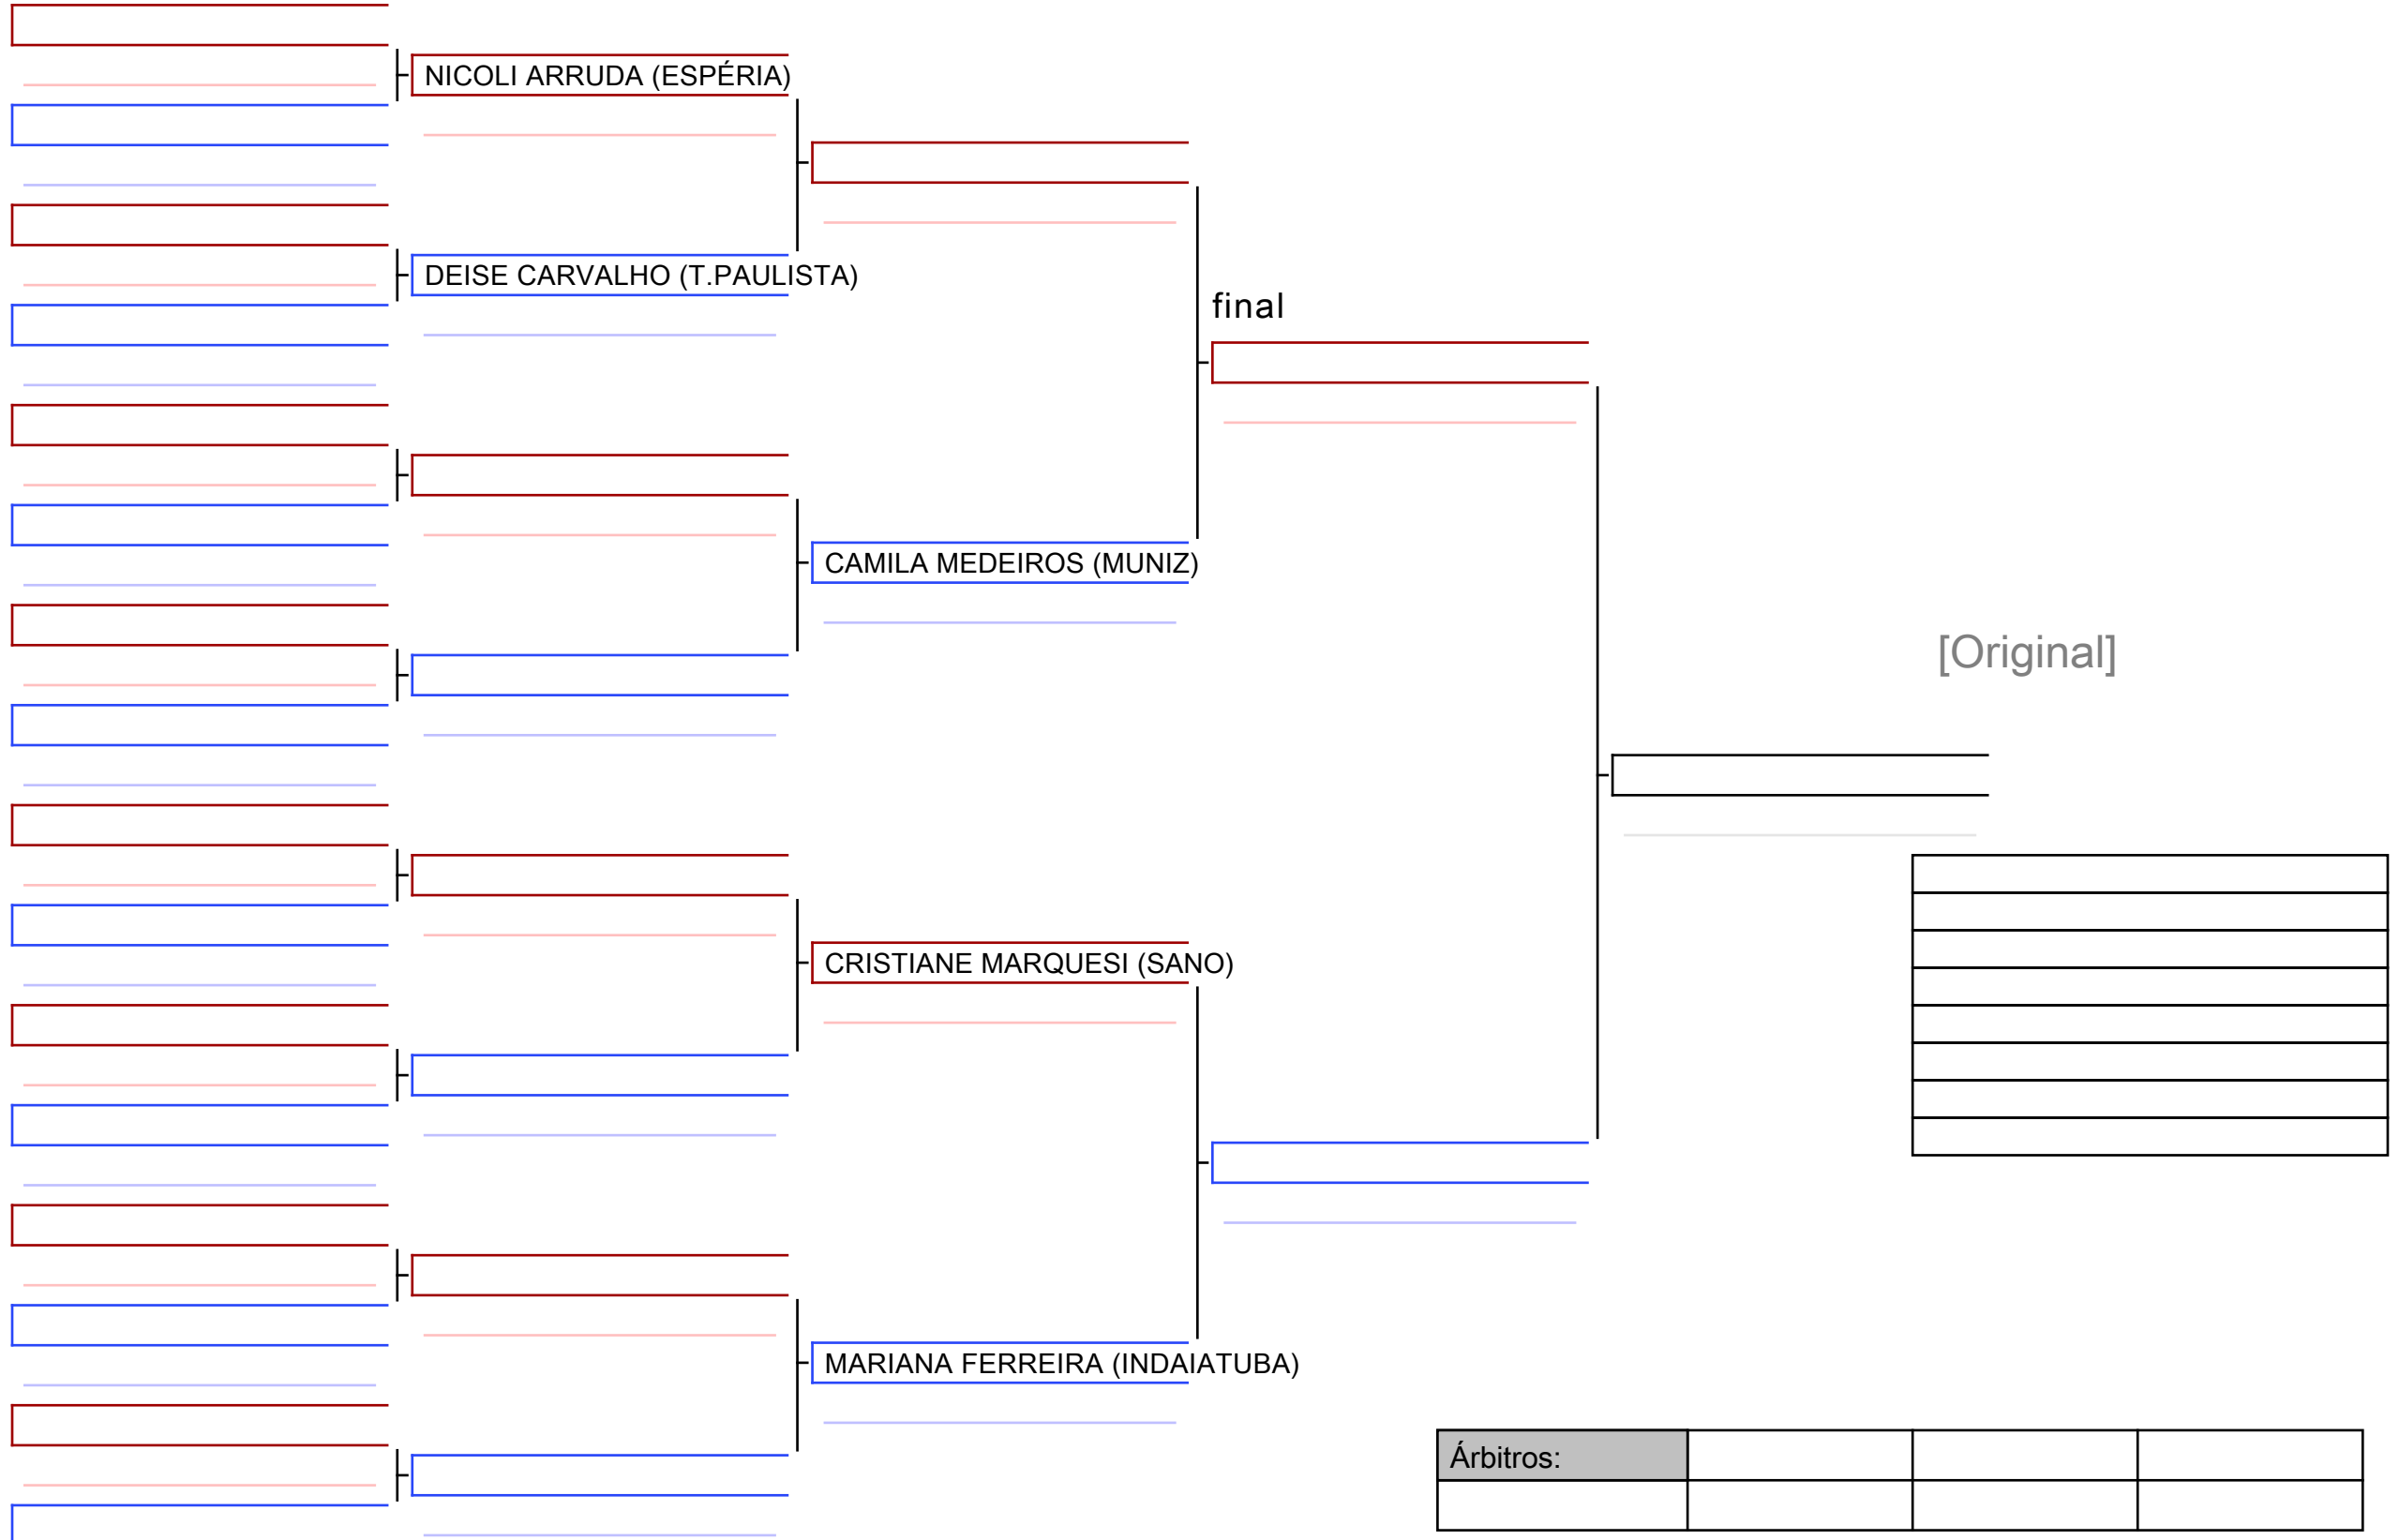 NICOLI ARRUDA (ESPÉRIA)
DEISE CARVALHO (T.PAULISTA)
final
CAMILA MEDEIROS (MUNIZ)
[Original]
CRISTIANE MARQUESI (SANO)
MARIANA FERREIRA (INDAIATUBA)
Árbitros: